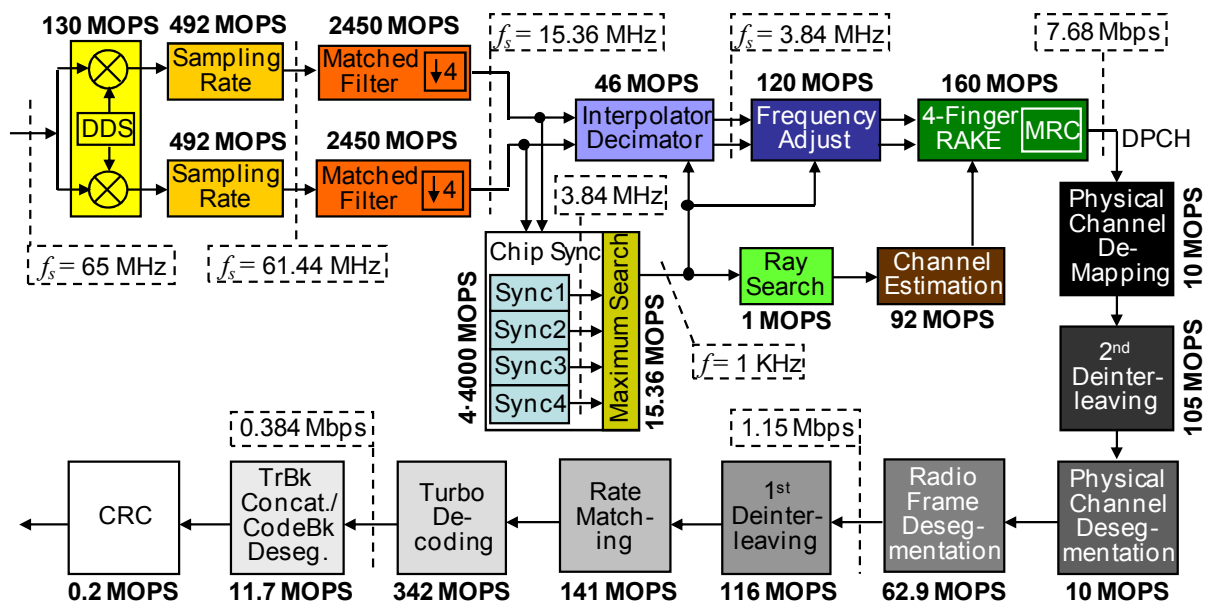 130 MOPS
492 MOPS
2450 MOPS
fs = 15.36 MHz
fs = 3.84 MHz
7.68 Mbps
Sampling
Rate
Matched
Filter
↓4
46 MOPS
120 MOPS
160 MOPS
Interpolator
Decimator
Frequency
Adjust
4-Finger
RAKE
MRC
DPCH
DDS
492 MOPS
2450 MOPS
Sampling
Rate
Matched
Filter
↓4
3.84 MHz
fs = 65 MHz
fs = 61.44 MHz
Chip Sync
Sync1
Sync2
Sync3
Sync4
4·4000 MOPS
Maximum Search
15.36 MOPS
Ray
Search
1 MOPS
Channel
Estimation
92 MOPS
f = 1 KHz
Physical
Channel
De-
Mapping
10 MOPS
2nd
Deinter-
leaving
105 MOPS
0.384 Mbps
1.15 Mbps
CRC
TrBk
Concat./
CodeBk
Deseg.
Turbo
De-
coding
Rate
Match-
ing
1st
Deinter-
leaving
Radio
Frame
Deseg-
mentation
Physical
Channel
Deseg-
mentation
0.2 MOPS
11.7 MOPS
342 MOPS
141 MOPS
116 MOPS
62.9 MOPS
10 MOPS